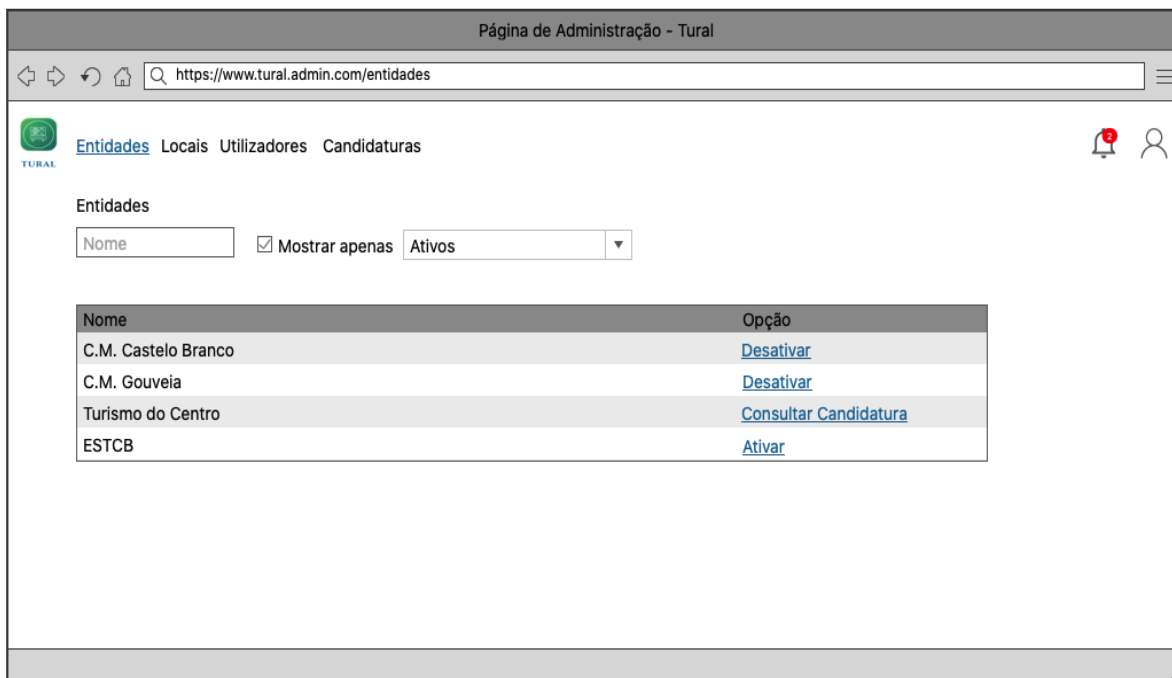 Página de Administração - Tural
https://www.tural.admin.com/entidades
TURAL
Entidades Locais Utilizadores Candidaturas
2
Entidades
Nome
Mostrar apenas Ativos
Nome Opção
C.M. Castelo Branco Desativar
C.M. Gouveia Desativar
Turismo do Centro Consultar Candidatura
ESTCB Ativar